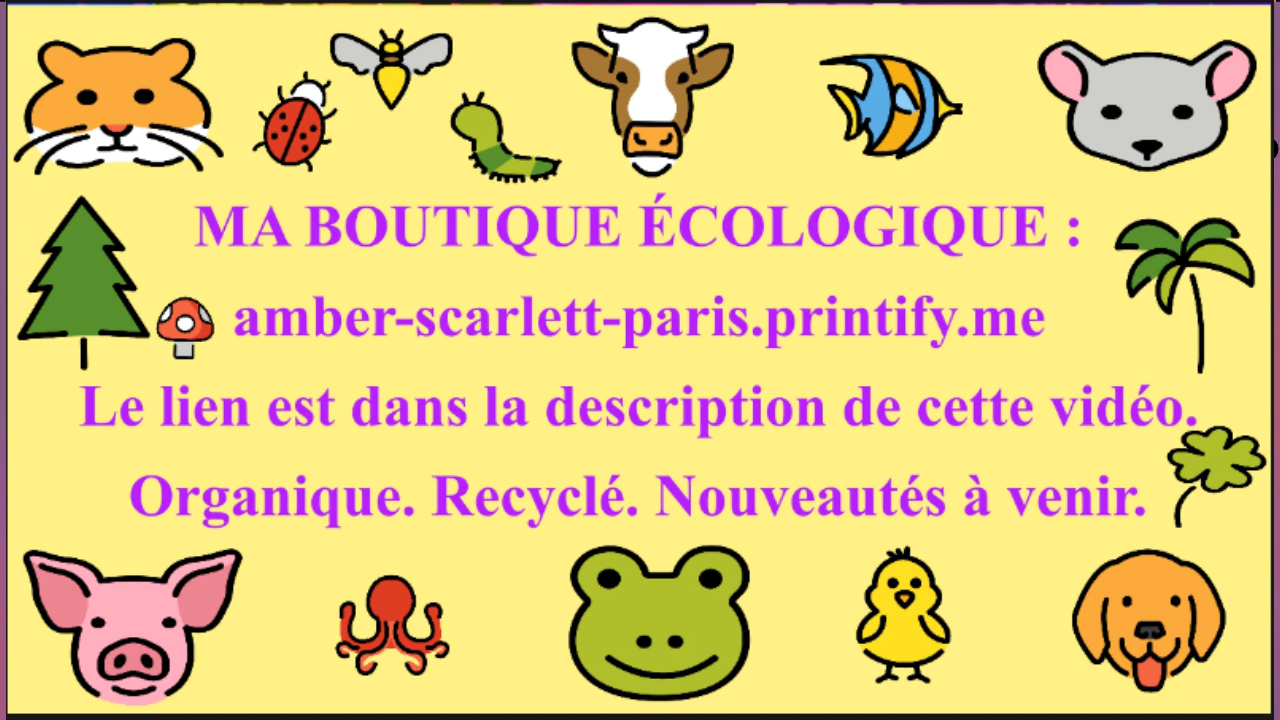 MA BOUTIQUE ÉCOLOGIQUE :
amber-scarlett-paris.printify.me
Le lien est dans la description de cette vidéo.
Organique. Recyclé. Nouveautés à venir.